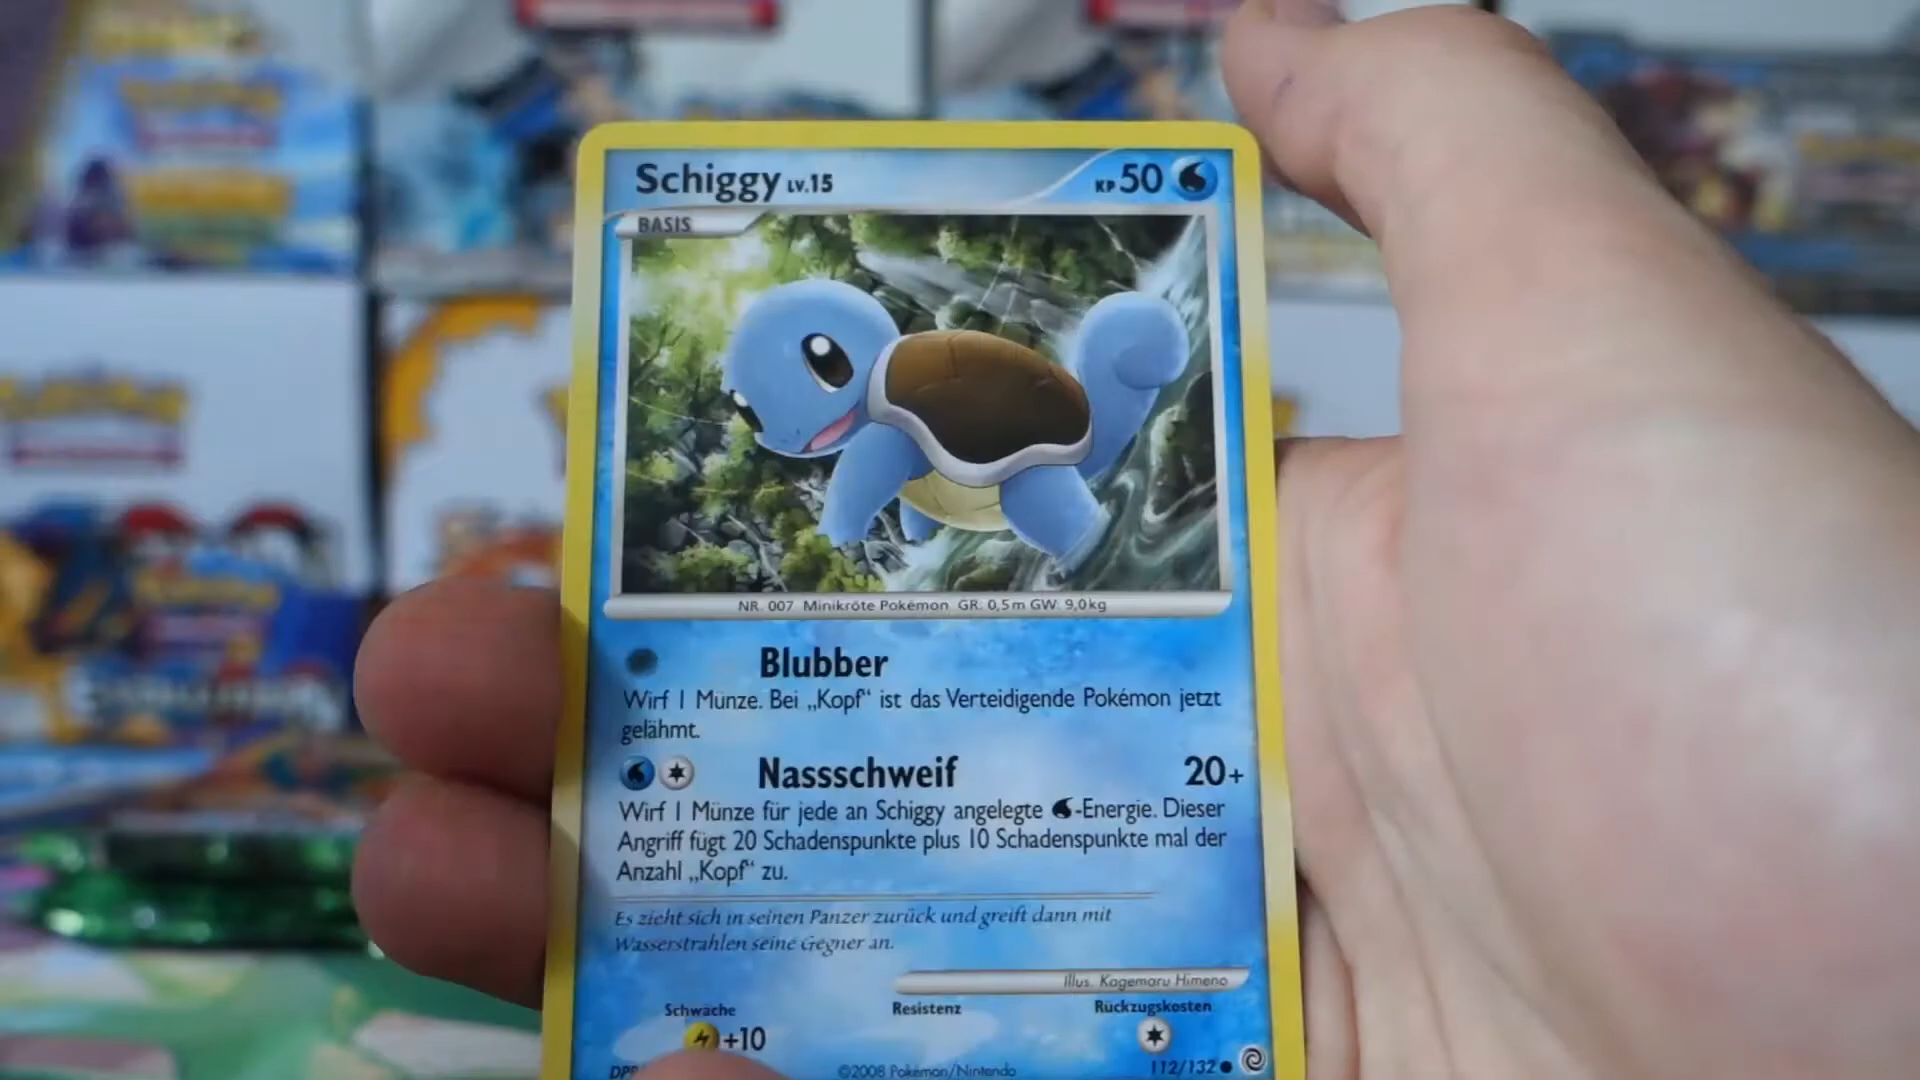 Schiggy LV.15
KP 50
BASIS
NR. 007 Minikröte Pokémon GR: 0,5m GW: 9,0kg
Blubber
Wirf 1 Münze. Bei „Kopf“ ist das Verteidigende Pokémon jetzt
gelähmt.
Nassschweif 20+
Wirf 1 Münze für jede an Schiggy angelegte -Energie. Dieser
Angriff fügt 20 Schadenspunkte plus 10 Schadenspunkte mal der
Anzahl „Kopf“ zu.
Es zieht sich in seinen Panzer zurück und greift dann mit
Wasserstrahlen seine Gegner an.
Illus. Kagemaru Himeno
Schwäche Resistenz Rückzugskosten
+10
©2008 Pokémon/Nintendo 112/132